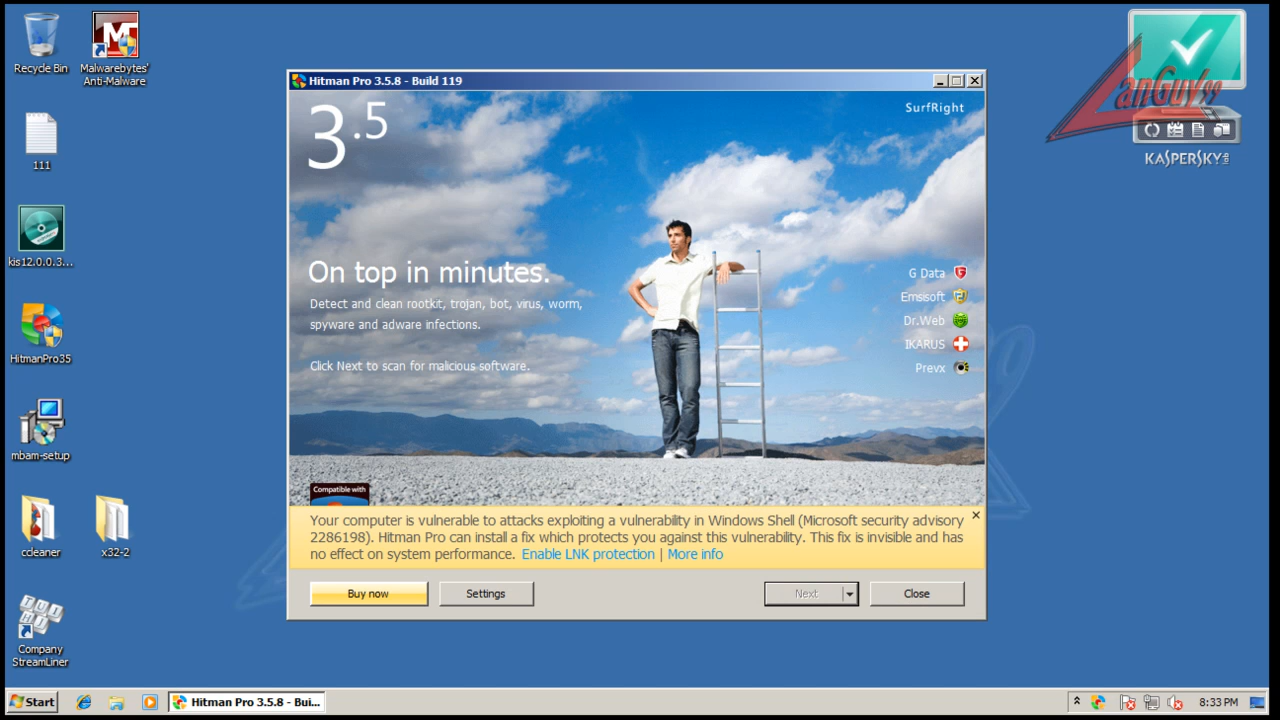 Recycle Bin
Malwarebytes'
Anti-Malware
111
kis12.0.0.3...
HitmanPro35
mbam-setup
ccleaner
x32-2
Company
StreamLiner
Hitman Pro 3.5.8 - Build 119
3.5
SurfRight
On top in minutes.
Detect and clean rootkit, trojan, bot, virus, worm,
spyware and adware infections.
Click Next to scan for malicious software.
G Data
Emsisoft
Dr.Web
IKARUS
Prevx
Compatible with
Your computer is vulnerable to attacks exploiting a vulnerability in Windows Shell (Microsoft security advisory
2286198). Hitman Pro can install a fix which protects you against this vulnerability. This fix is invisible and has
no effect on system performance. Enable LNK protection | More info
Buy now
Settings
Next
Close
KASPERSKY
Start
Hitman Pro 3.5.8 - Bui...
8:33 PM